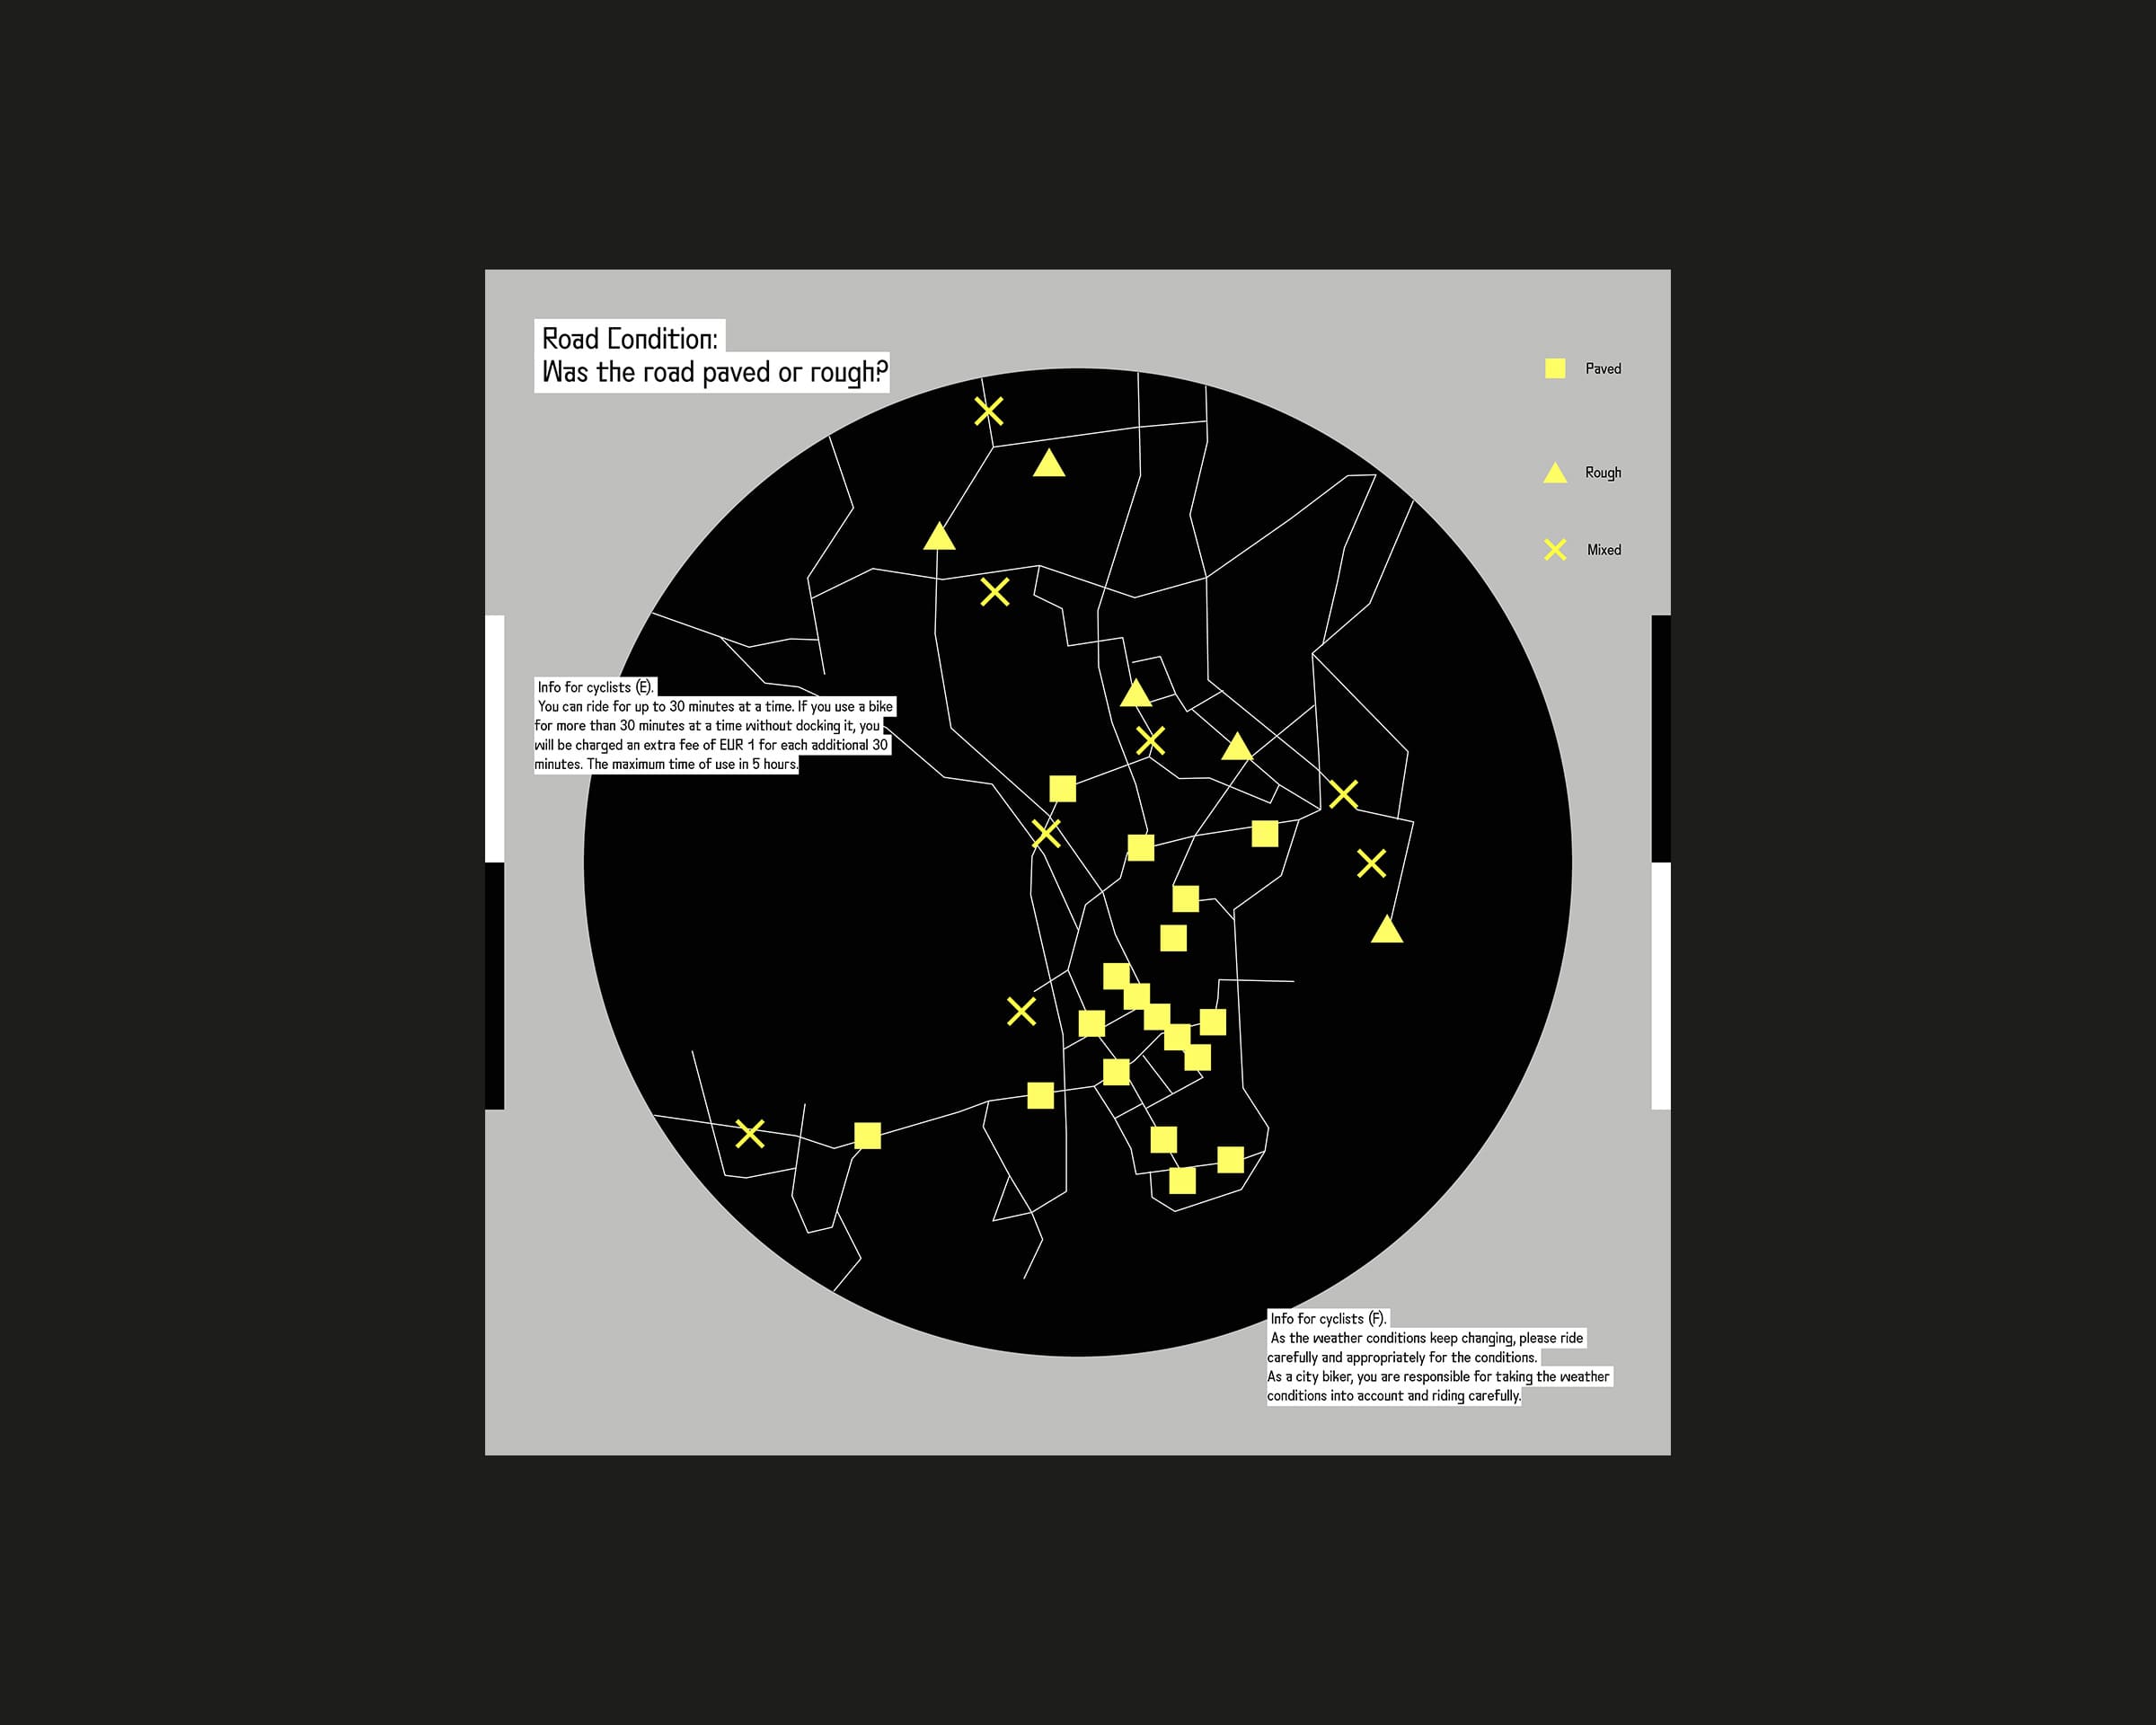 Road Condition:
Was the road paved or rough?
Paved
Rough
Mixed
Info for cyclists (E).
You can ride for up to 30 minutes at a time. If you use a bike
for more than 30 minutes at a time without docking it, you
will be charged an extra fee of EUR 1 for each additional 30
minutes. The maximum time of use in 5 hours.
Info for cyclists (F).
As the weather conditions keep changing, please ride
carefully and appropriately for the conditions.
As a city biker, you are responsible for taking the weather
conditions into account and riding carefully.